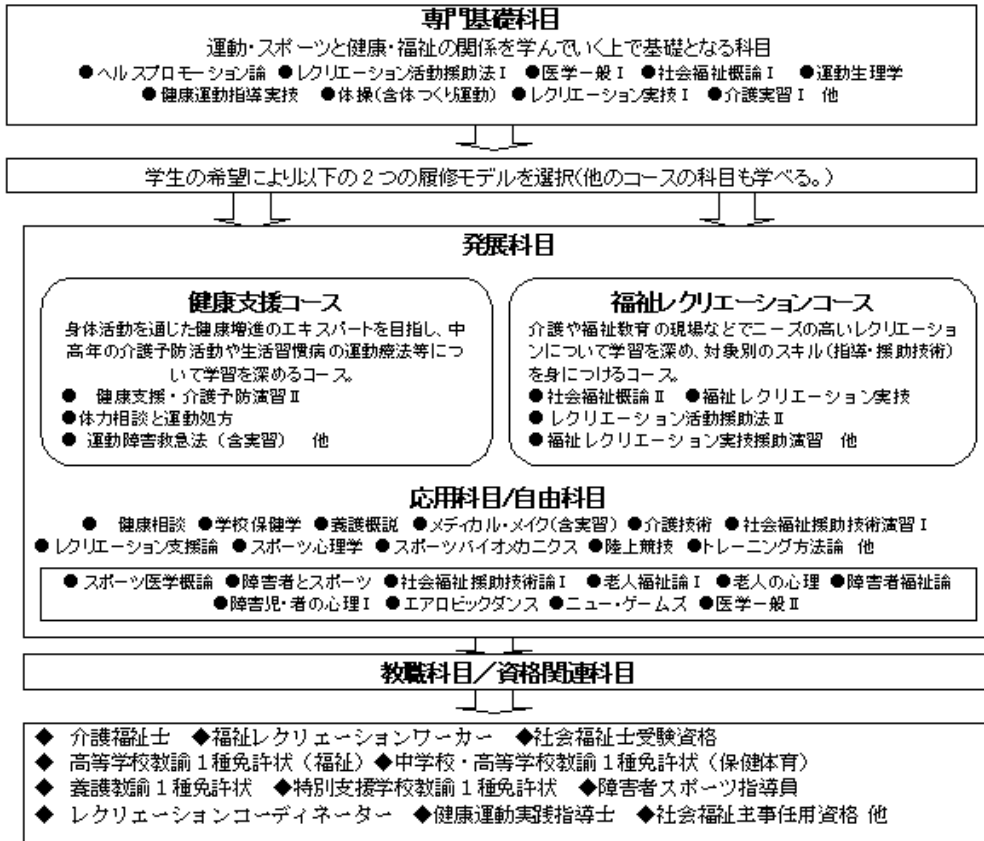 専門基礎科目
運動・スポーツと健康・福祉の関係を学んでいく上で基礎となる科目
●ヘルスプロモーション論 ●レクリエーション活動援助法Ⅰ ●医学一般Ⅰ ●社会福祉概論Ⅰ ●運動生理学
●健康運動指導実技 ●体操(含体つくり運動) ●レクリエーション実技Ⅰ ●介護実習Ⅰ 他
学生の希望により以下の2つの履修モデルを選択(他のコースの科目も学べる。)
発展科目
健康支援コース
身体活動を通じた健康増進のエキスパートを目指し、中
高年の介護予防活動や生活習慣病の運動療法等につ
いて学習を深めるコース。
● 健康支援・介護予防演習Ⅱ
●体力相談と運動処方
● 運動障害救急法(含実習) 他
福祉レクリエーションコース
介護や福祉教育の現場などでニーズの高いレクリエーショ
ンについて学習を深め、対象別のスキル(指導・援助技術)
を身につけるコース。
●社会福祉概論Ⅱ ●福祉レクリエーション実技
● レクリエーション活動援助法Ⅱ
●福祉レクリエーション実技援助演習 他
応用科目/自由科目
● 健康相談 ●学校保健学 ●養護概説 ●メディカル・メイク(含実習) ●介護技術 ●社会福祉援助技術演習Ⅰ
●レクリエーション支援論 ●スポーツ心理学 ●スポーツバイオメカニクス ●陸上競技 ●トレーニング方法論 他
●スポーツ医学概論 ●障害者とスポーツ ●社会福祉援助技術論Ⅰ ●老人福祉論Ⅰ ●老人の心理 ●障害者福祉論
●障害児・者の心理Ⅰ ●エアロビックダンス ●ニュー・ゲームズ ●医学一般Ⅱ
教職科目/資格関連科目
◆ 介護福祉士 ◆福祉レクリエーションワーカー ◆社会福祉士受験資格
◆ 高等学校教諭1種免許状(福祉)◆中学校・高等学校教諭1種免許状(保健体育)
◆ 養護教諭1種免許状 ◆特別支援学校教諭1種免許状 ◆障害者スポーツ指導員
◆ レクリエーションコーディネーター ◆健康運動実践指導士 ◆社会福祉主事任用資格 他